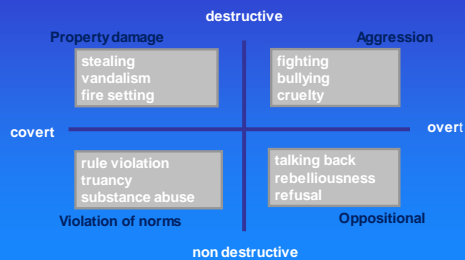 destructive
Property damage
Aggression
stealing
vandalism
fire setting
fighting
bullying
cruelty
covert
overt
rule violation
truancy
substance abuse
talking back
rebelliousness
refusal
Violation of norms
Oppositional
non destructive